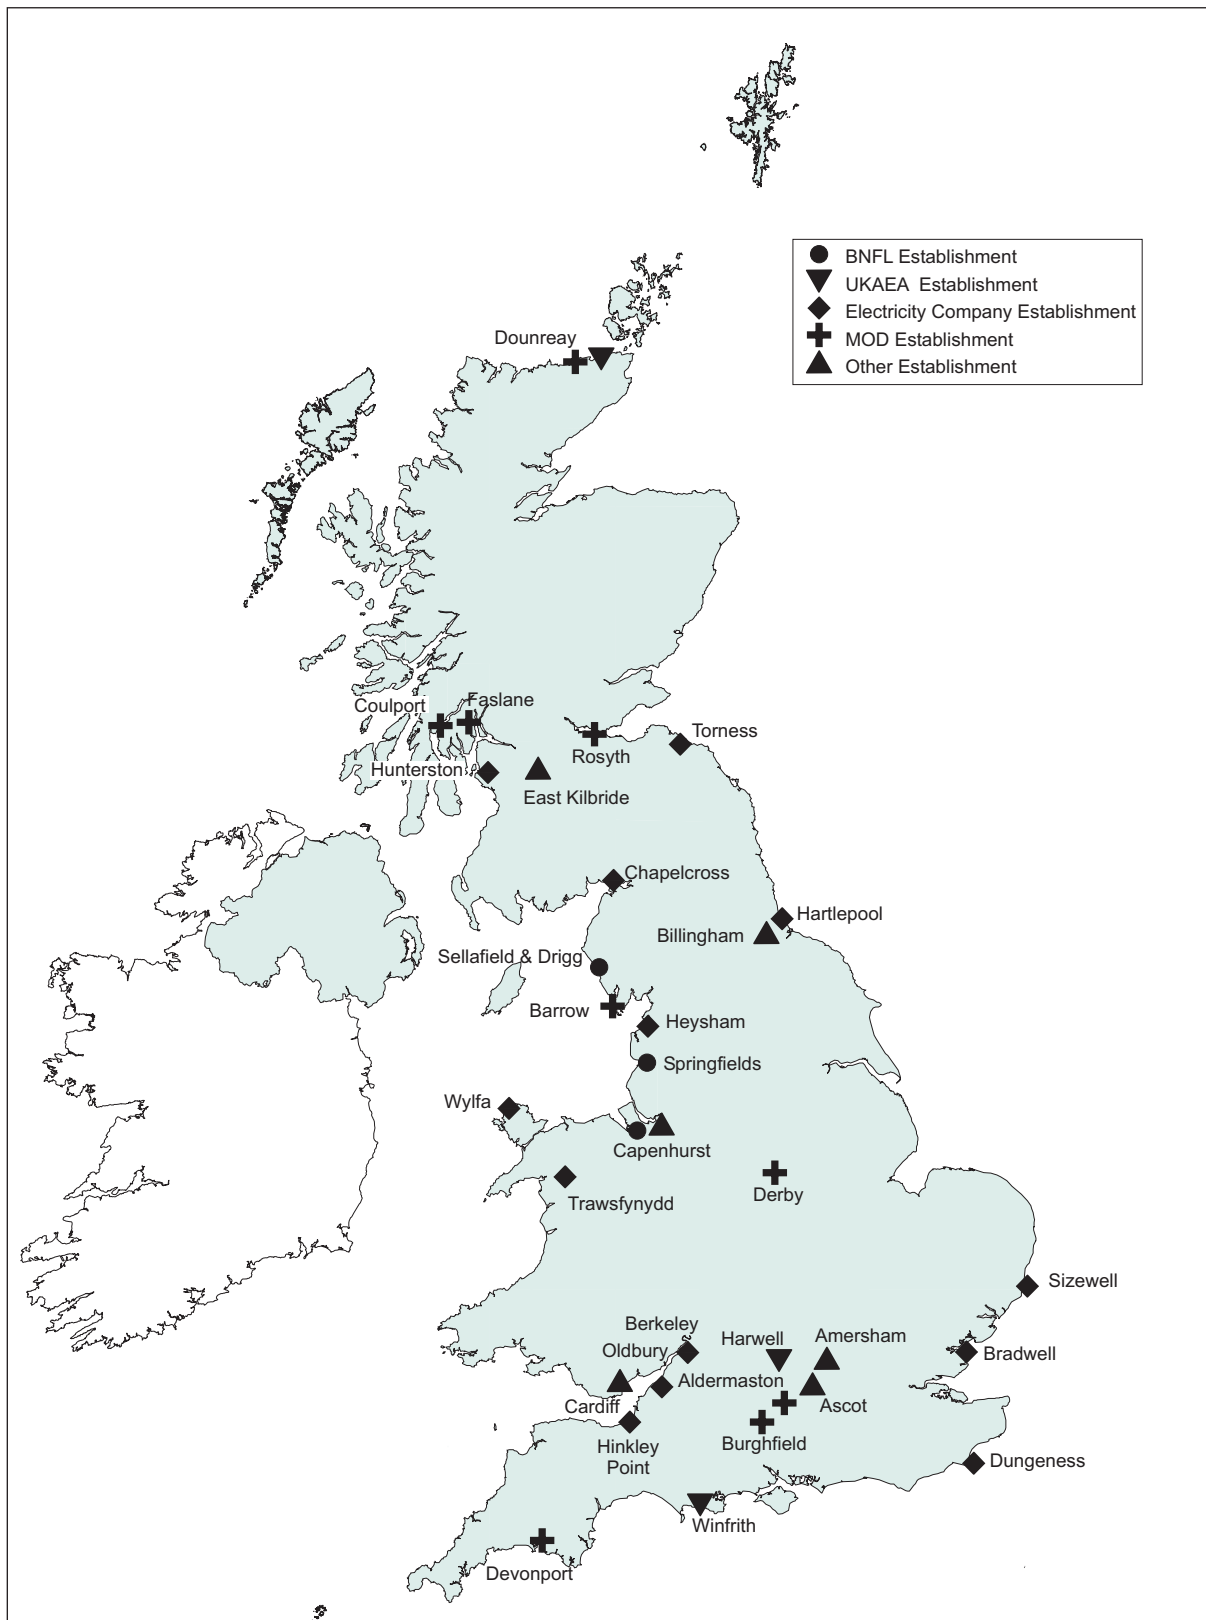 BNFL Establishment
UKAEA Establishment
Electricity Company Establishment
MOD Establishment
Other Establishment
Dounreay
Faslane
Coulport
Torness
Rosyth
Hunterston
East Kilbride
Chapelcross
Hartlepool
Billingham
Sellafield & Drigg
Barrow
Heysham
Springfields
Wylfa
Capenhurst
Trawsfynydd
Derby
Sizewell
Berkeley
Harwell
Amersham
Oldbury
Bradwell
Aldermaston
Cardiff
Ascot
Burghfield
Hinkley
Point
Dungeness
Winfrith
Devonport